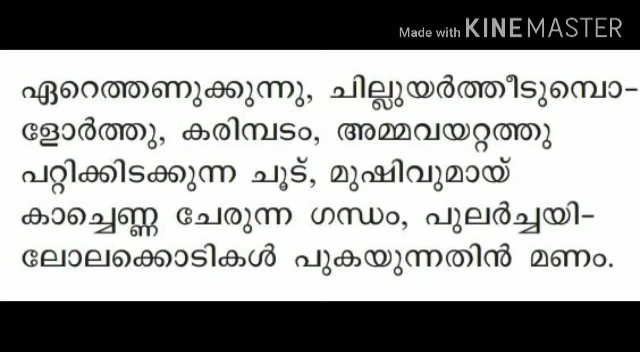 Made with KINEMASTER
ഏറെത്തണുക്കുന്നു, ചില്ലുയർത്തീടുമ്പൊ-
ളോർത്തു, കരിമ്പടം, അമ്മവയറ്റത്തു
പറ്റിക്കിടക്കുന്ന ചൂട്, മുഷിവുമായ്
കാച്ചെണ്ണ ചേരുന്ന ഗന്ധം, പുലർച്ചയി-
ലോലക്കൊടികൾ പുകയുന്നതിൻ മണം.